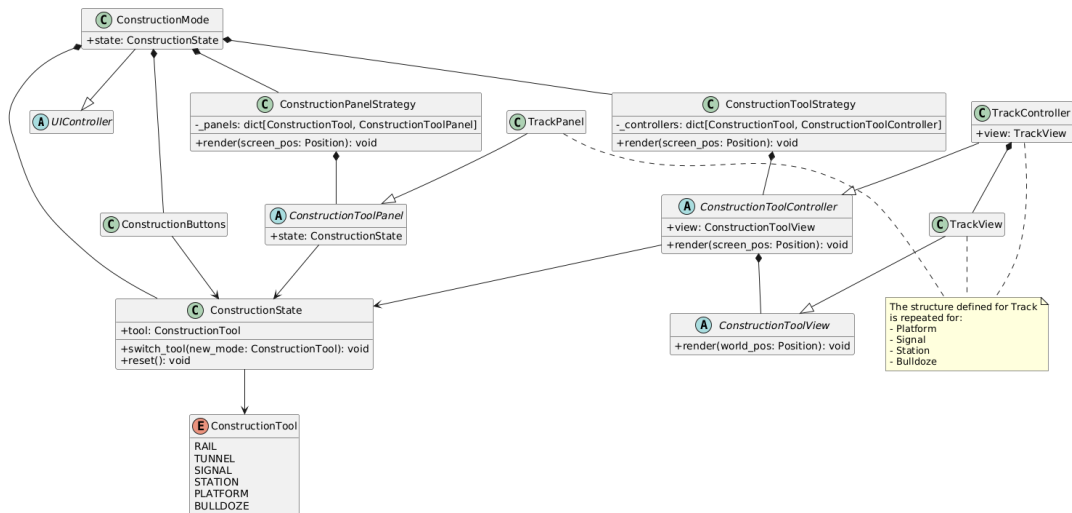 C ConstructionMode
+state: ConstructionState
A UIController
C ConstructionPanelStrategy
-_panels: dict[ConstructionTool, ConstructionToolPanel]
+render(screen_pos: Position): void
C TrackPanel
C ConstructionToolStrategy
-_controllers: dict[ConstructionTool, ConstructionToolController]
+render(screen_pos: Position): void
C TrackController
+view: TrackView
C ConstructionButtons
A ConstructionToolPanel
+state: ConstructionState
A ConstructionToolController
+view: ConstructionToolView
+render(screen_pos: Position): void
C TrackView
C ConstructionState
+tool: ConstructionTool
+switch_tool(new_mode: ConstructionTool): void
+reset(): void
A ConstructionToolView
+render(world_pos: Position): void
The structure defined for Track
is repeated for:
- Platform
- Signal
- Station
- Bulldoze
E ConstructionTool
RAIL
TUNNEL
SIGNAL
STATION
PLATFORM
BULLDOZE